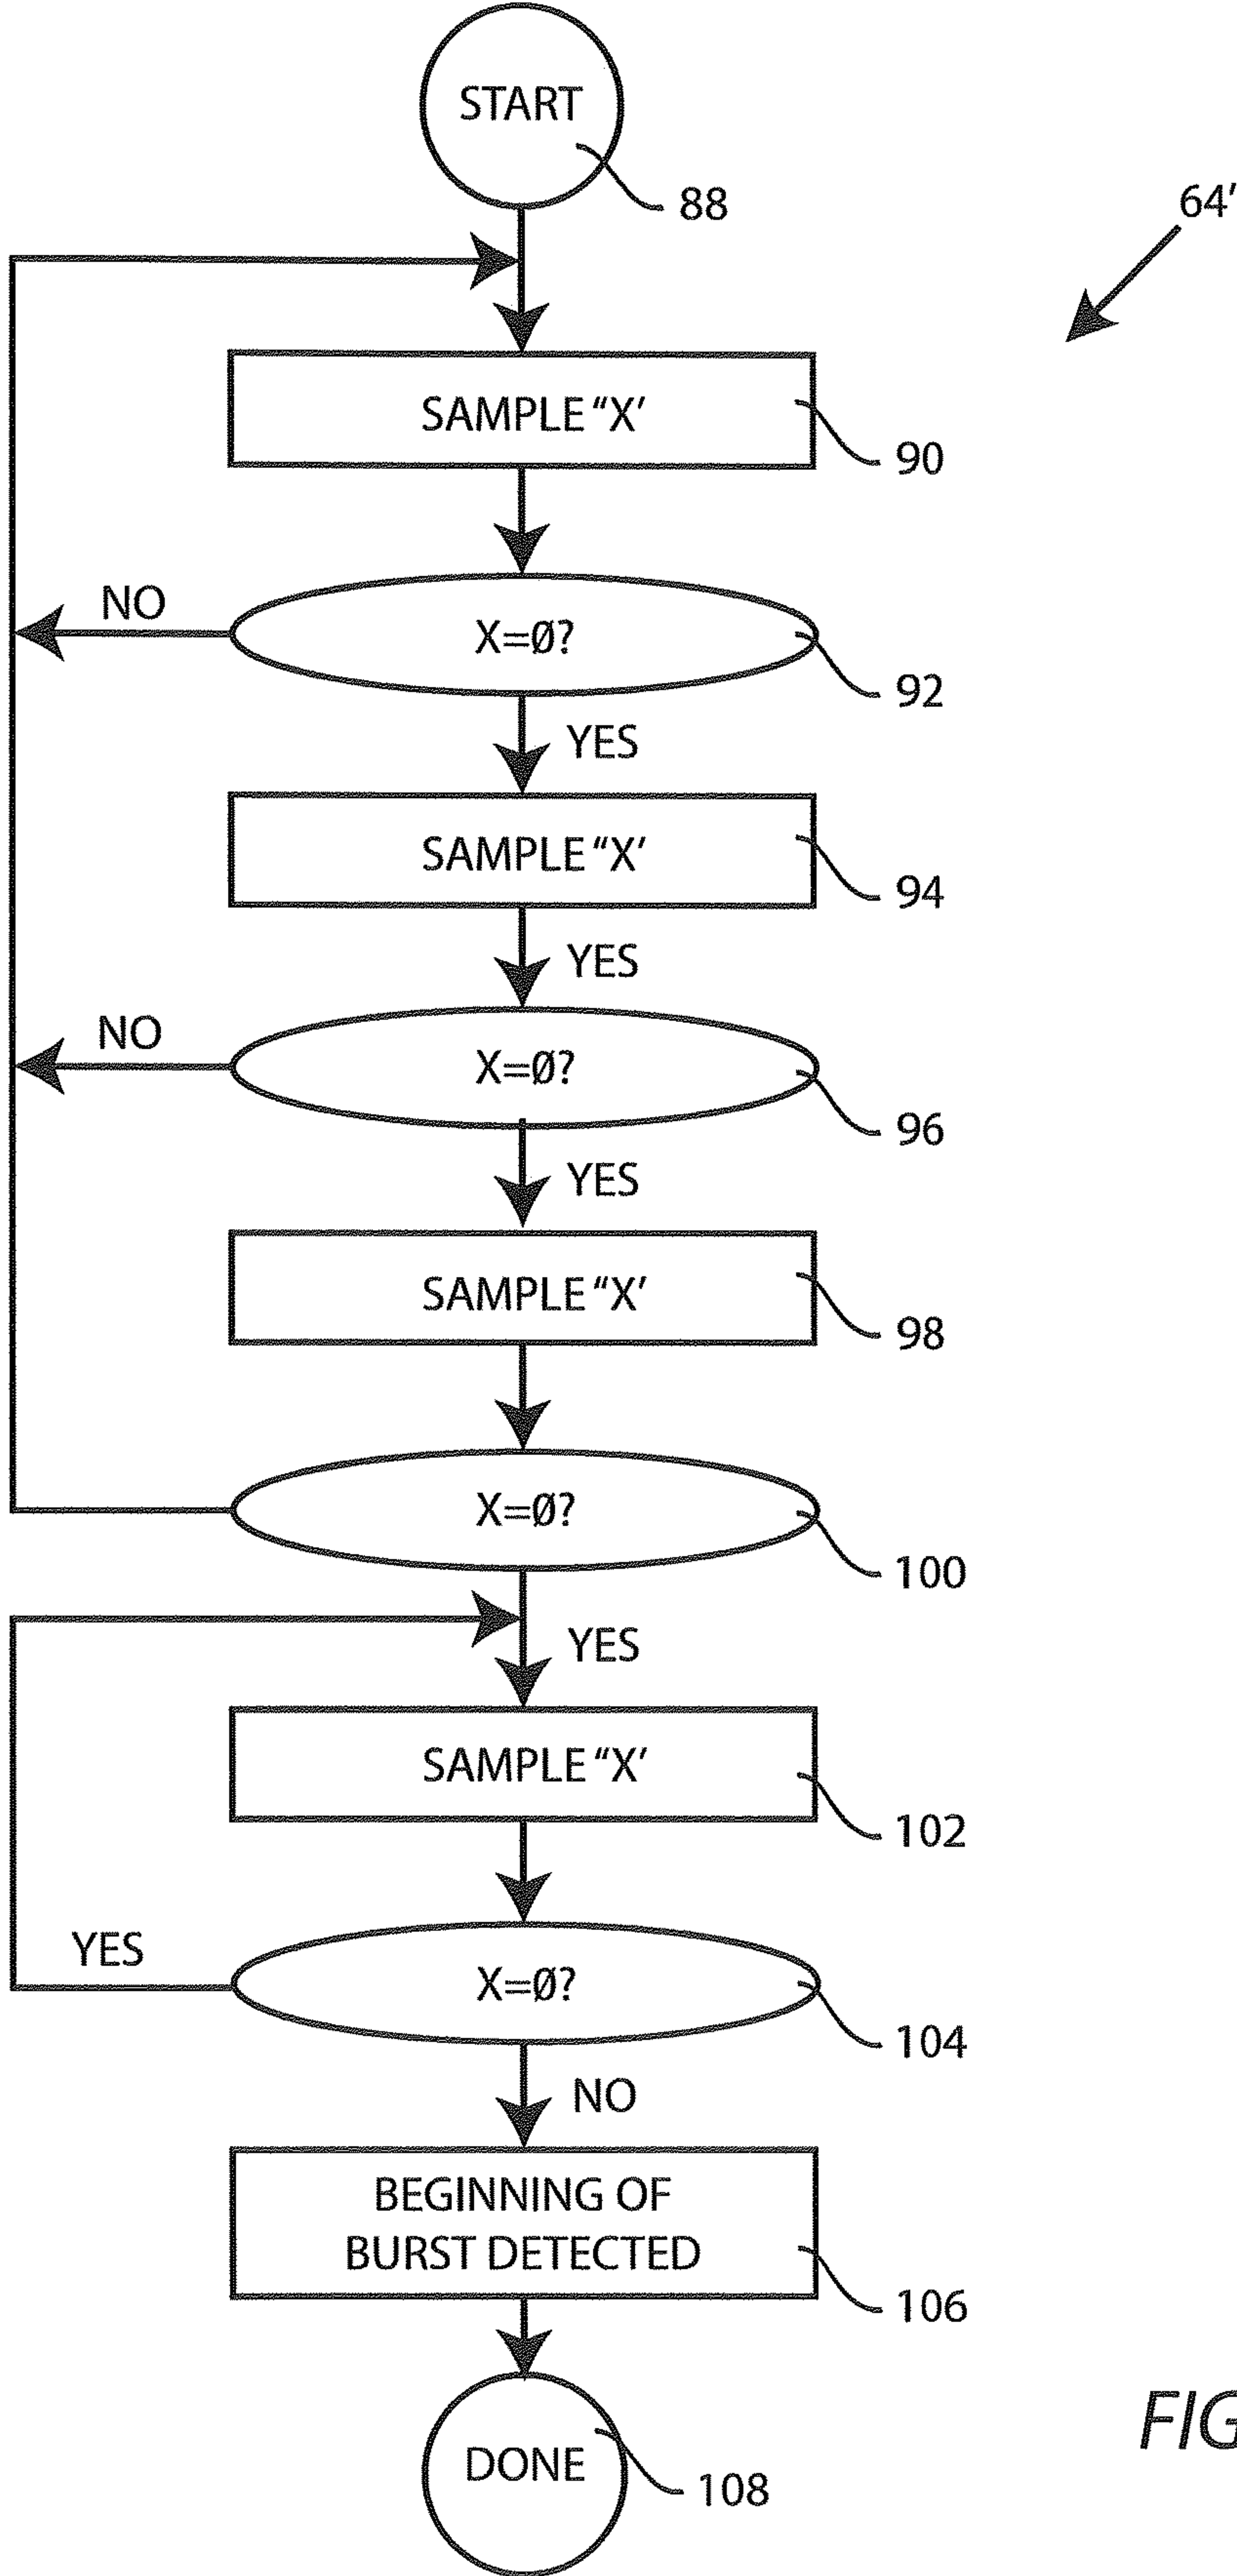 START
88
64'
SAMPLE "X'
90
NO
X=Ø?
92
YES
SAMPLE "X'
94
YES
NO
X=Ø?
96
YES
SAMPLE "X'
98
X=Ø?
100
YES
SAMPLE "X'
102
YES
X=Ø?
104
NO
BEGINNING OF
BURST DETECTED
106
FIG
DONE
108